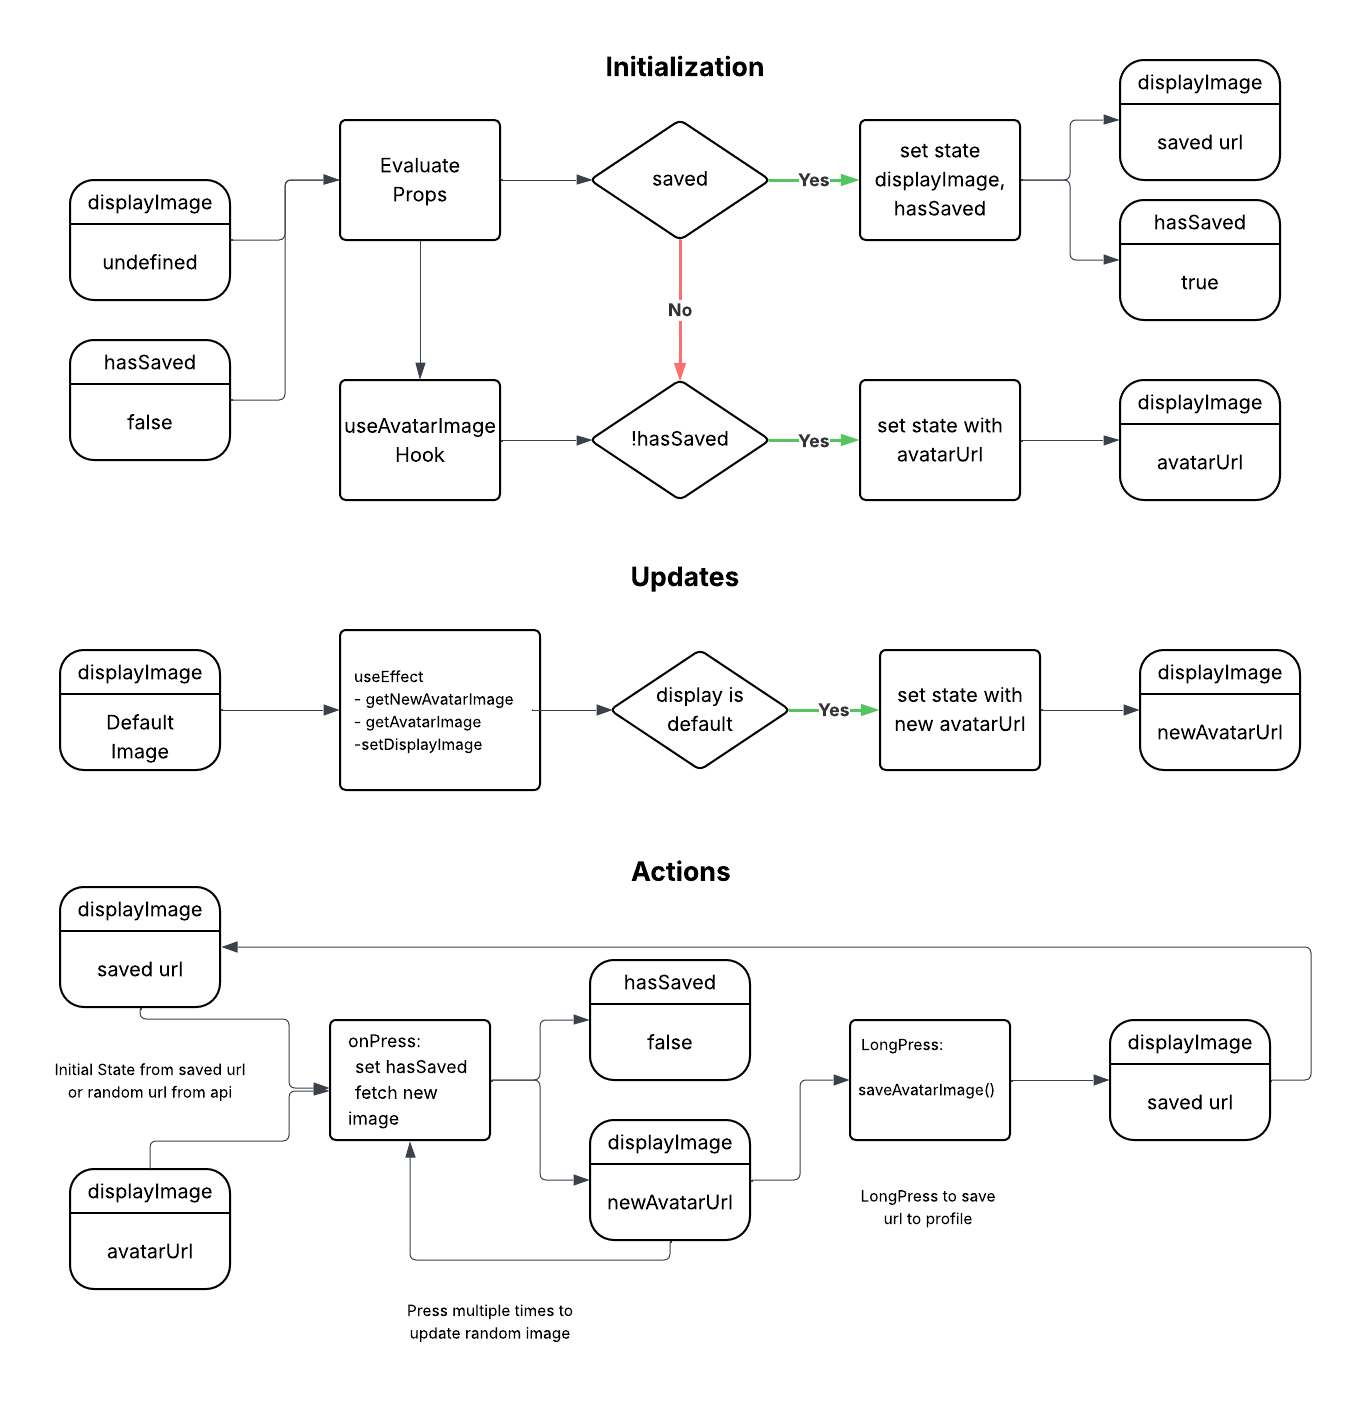 Initialization
displayImage
undefined
hasSaved
false
Evaluate
Props
saved
Yes
set state
displayImage,
hasSaved
displayImage
saved url
hasSaved
true
No
useAvatarImage
Hook
!hasSaved
Yes
set state with
avatarUrl
displayImage
avatarUrl
Updates
displayImage
Default
Image
useEffect
- getNewAvatarImage
- getAvatarImage
-setDisplayImage
display is
default
Yes
set state with
new avatarUrl
displayImage
newAvatarUrl
Actions
displayImage
saved url
Initial State from saved url
or random url from api
displayImage
avatarUrl
onPress:
set hasSaved
fetch new
image
hasSaved
false
displayImage
newAvatarUrl
Press multiple times to
update random image
LongPress:
saveAvatarImage()
LongPress to save
url to profile
displayImage
saved url